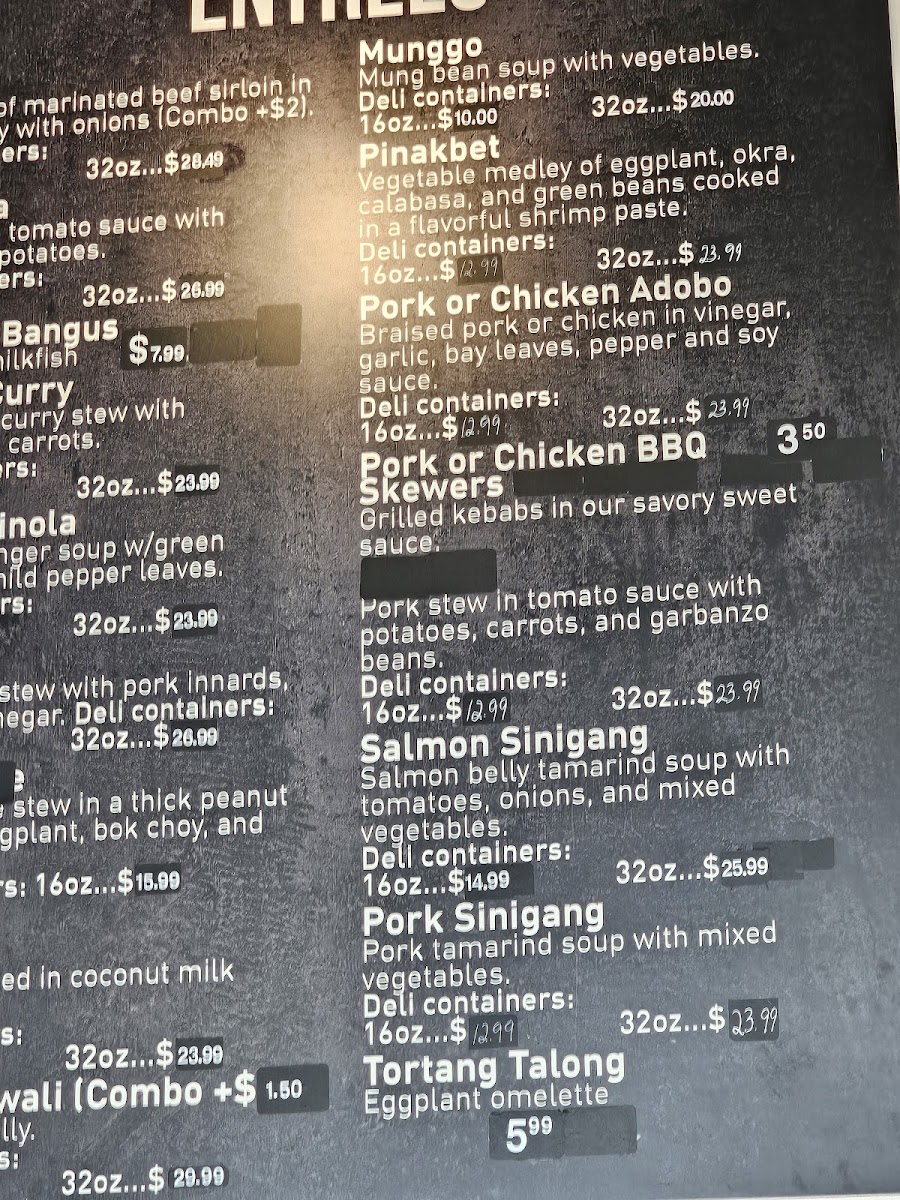 ENTREES
of marinated beef sirloin in
y with onions (Combo +$2).
ers:
32oz...$28.49
a
tomato sauce with
potatoes.
ers:
32oz...$26.99
Bangus
milkfish $7.99
Curry
curry stew with
carrots.
ers:
32oz...$23.99
inola
nger soup w/green
hild pepper leaves.
rs:
32oz...$23.99
stew with pork innards,
negar. Deli containers:
32oz...$26.99
e
stew in a thick peanut
ggplant, bok choy, and
rs: 16oz...$15.99
ed in coconut milk
s:
32oz...$23.99
wali (Combo +$1.50
lly.
s:
32oz...$29.99
Munggo
Mung bean soup with vegetables.
Deli containers:
16oz...$10.00 32oz...$20.00
Pinakbet
Vegetable medley of eggplant, okra,
calabasa, and green beans cooked
in a flavorful shrimp paste.
Deli containers:
16oz...$12.99 32oz...$23.99
Pork or Chicken Adobo
Braised pork or chicken in vinegar,
garlic, bay leaves, pepper and soy
sauce.
Deli containers:
16oz...$12.99 32oz...$23.99
Pork or Chicken BBQ 3 50
Skewers
Grilled kebabs in our savory sweet
sauce.
Pork stew in tomato sauce with
potatoes, carrots, and garbanzo
beans.
Deli containers:
16oz...$12.99 32oz...$23.99
Salmon Sinigang
Salmon belly tamarind soup with
tomatoes, onions, and mixed
vegetables.
Deli containers:
16oz...$14.99 32oz...$25.99
Pork Sinigang
Pork tamarind soup with mixed
vegetables.
Deli containers:
16oz...$12.99 32oz...$23.99
Tortang Talong
Eggplant omelette
5 99